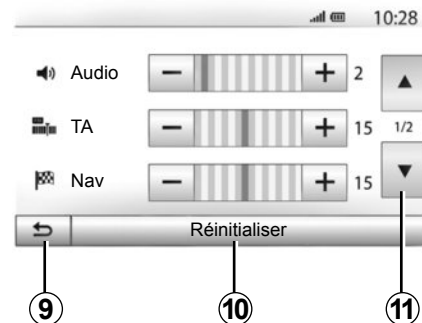 10:28
Audio − + 2
TA − + 15 1/2
Nav − + 15
Réinitialiser
9 10 11